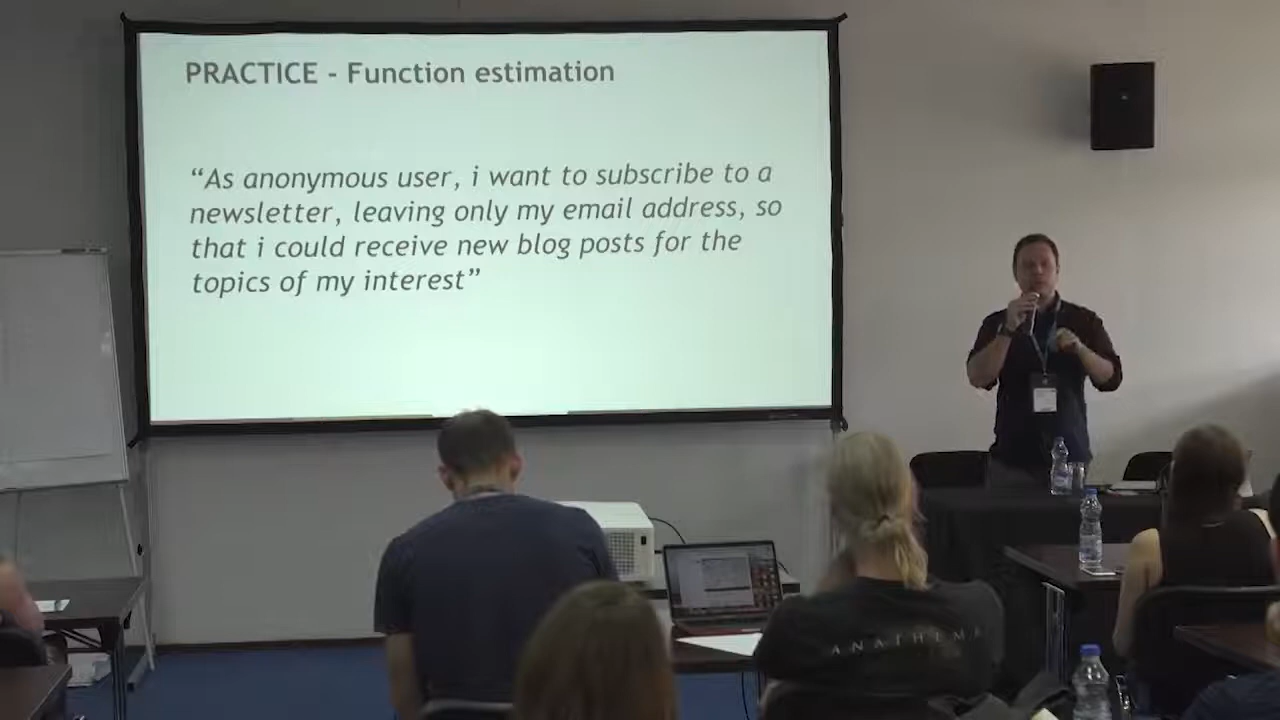 PRACTICE - Function estimation
“As anonymous user, i want to subscribe to a
newsletter, leaving only my email address, so
that i could receive new blog posts for the
topics of my interest”
ANATHEMA